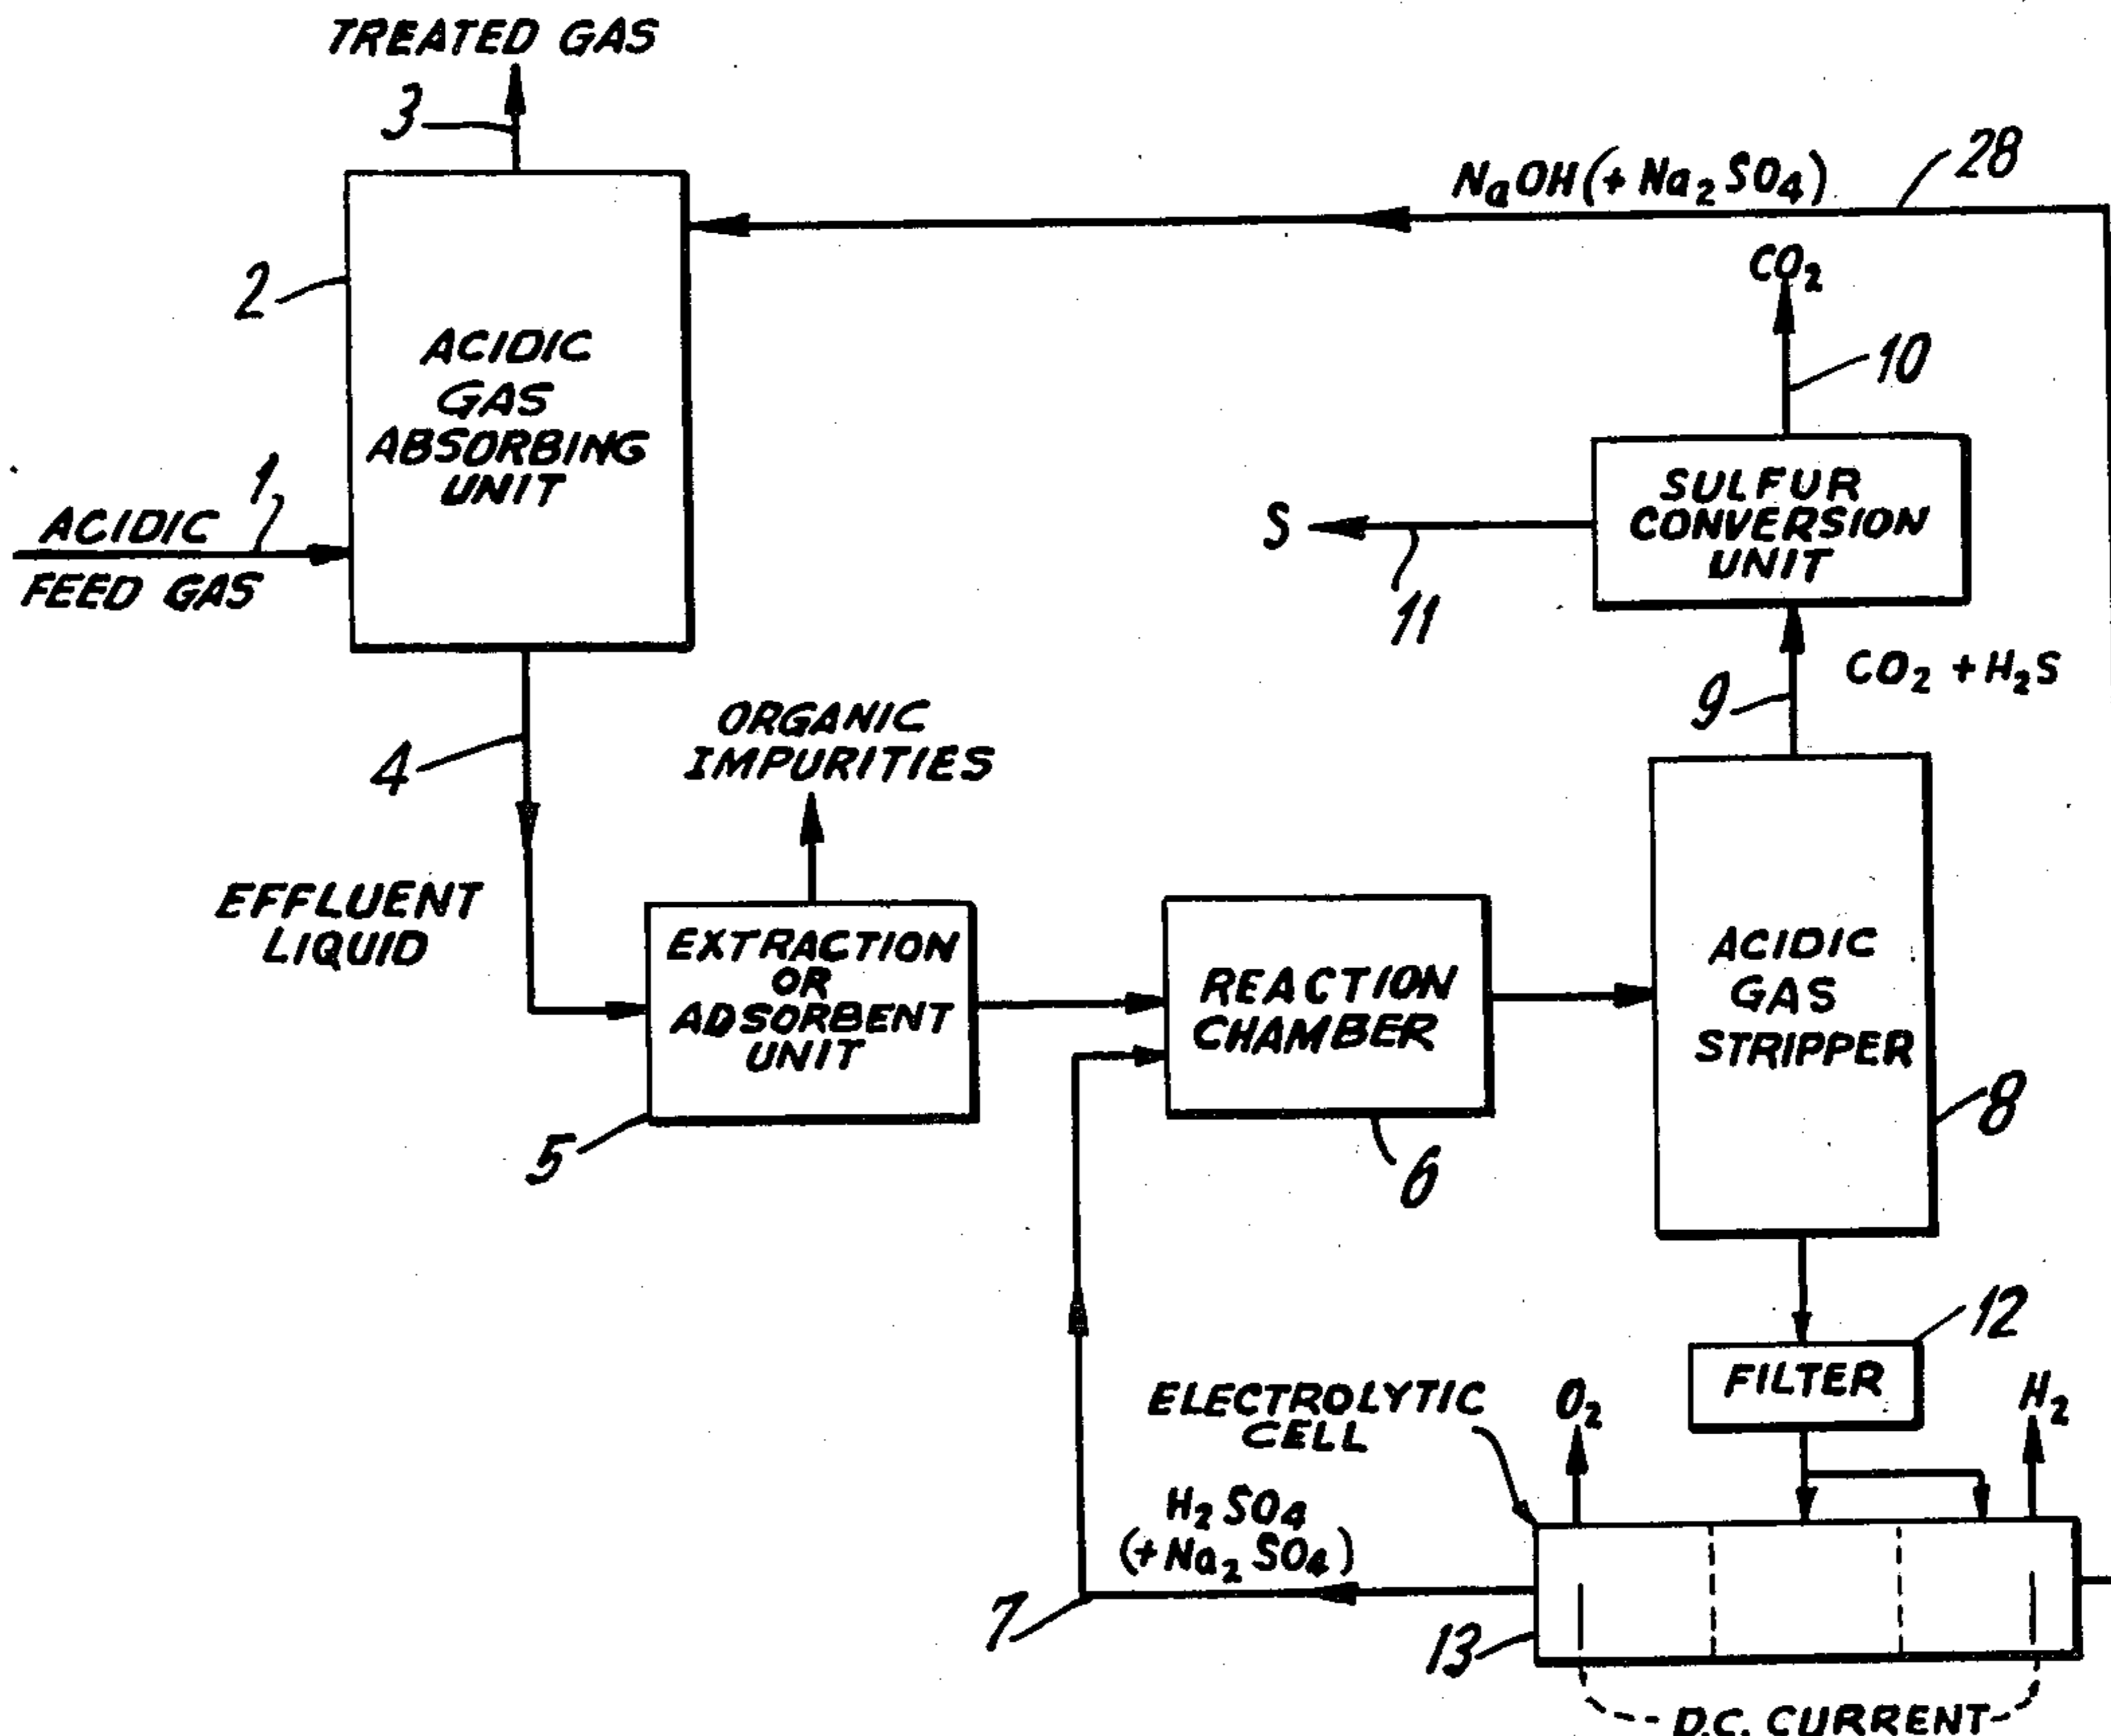 TREATED GAS
3
NaOH (+ Na2SO4)
28
2
CO2
ACIDIC
GAS
ABSORBING
UNIT
10
1
ACIDIC
FEED GAS
SULFUR
CONVERSION
UNIT
S
11
9
CO2 + H2S
4
ORGANIC
IMPURITIES
EFFLUENT
LIQUID
EXTRACTION
OR
ADSORBENT
UNIT
5
REACTION
CHAMBER
6
ACIDIC
GAS
STRIPPER
8
12
FILTER
ELECTROLYTIC
CELL
O2
H2
H2SO4
(+ Na2SO4)
7
13
D.C. CURRENT